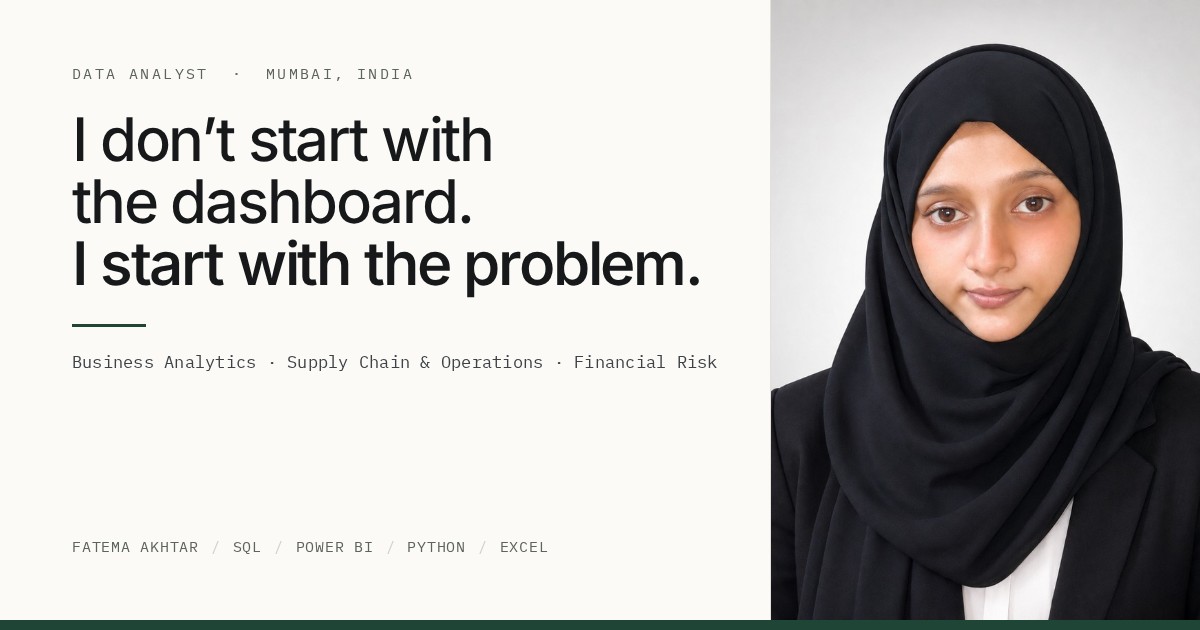 DATA ANALYST · MUMBAI, INDIA
I don’t start with
the dashboard.
I start with the problem.
Business Analytics · Supply Chain & Operations · Financial Risk
FATEMA AKHTAR / SQL / POWER BI / PYTHON / EXCEL